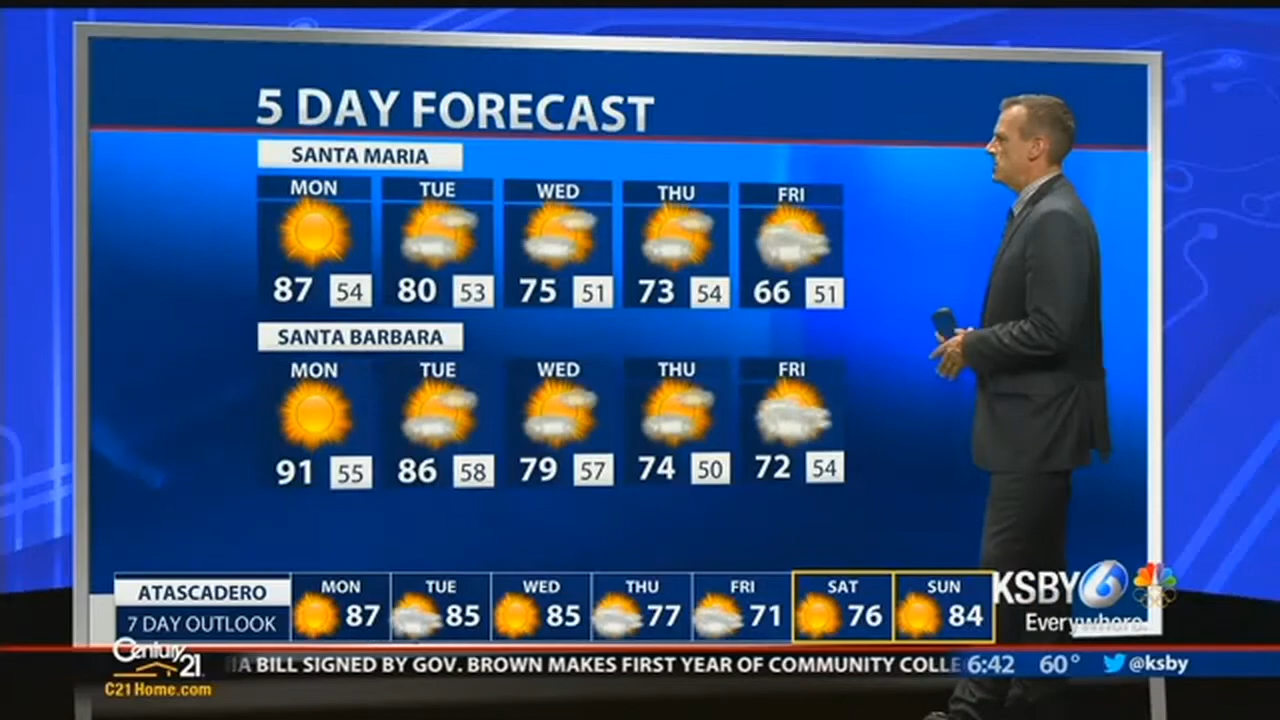 5 DAY FORECAST
SANTA MARIA
MON TUE WED THU FRI
87 54 80 53 75 51 73 54 66 51
SANTA BARBARA
MON TUE WED THU FRI
91 55 86 58 79 57 74 50 72 54
ATASCADERO
7 DAY OUTLOOK
MON TUE WED THU FRI SAT SUN
87 85 85 77 71 76 84
KSBY 6
Everywhere.
Century 21
C21Home.com
IA BILL SIGNED BY GOV. BROWN MAKES FIRST YEAR OF COMMUNITY COLLE
6:42 60° @ksby